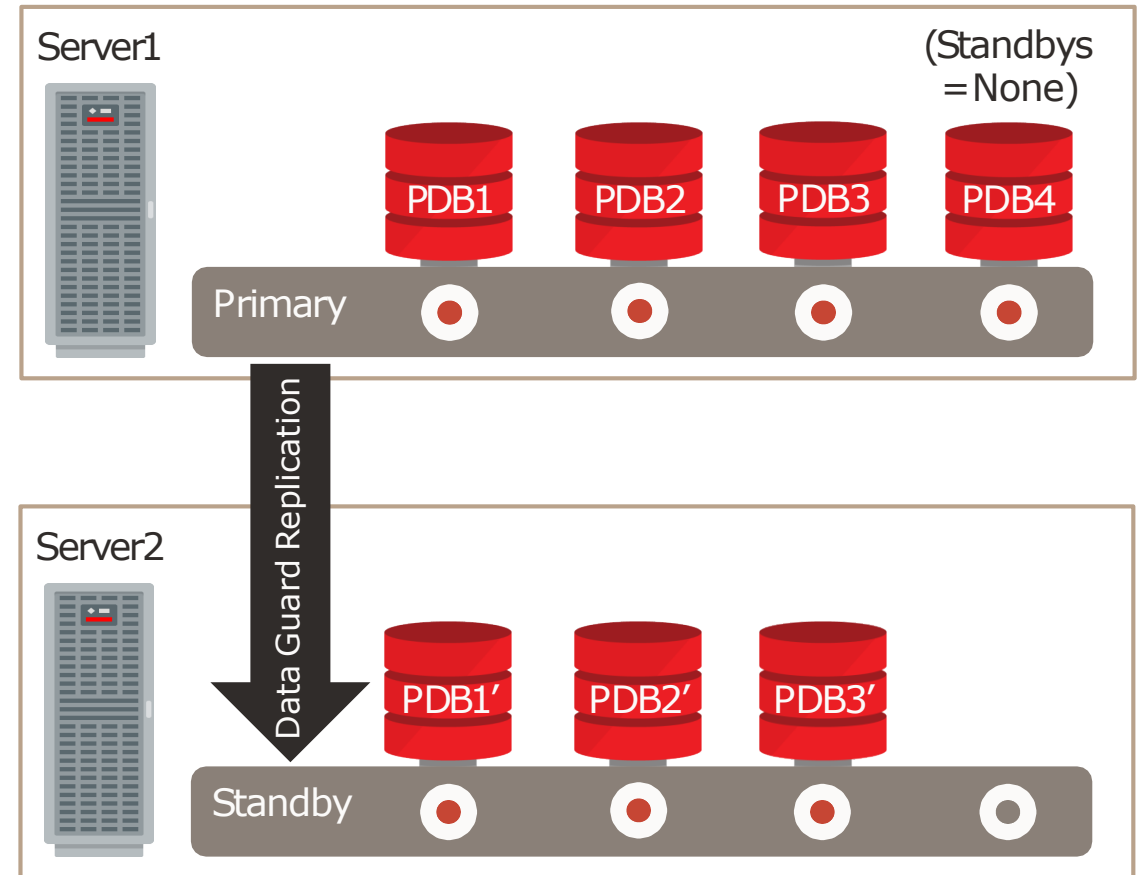 Server1
(Standbys
=None)
PDB1
PDB2
PDB3
PDB4
Primary
Data Guard Replication
Server2
PDB1’
PDB2’
PDB3’
Standby